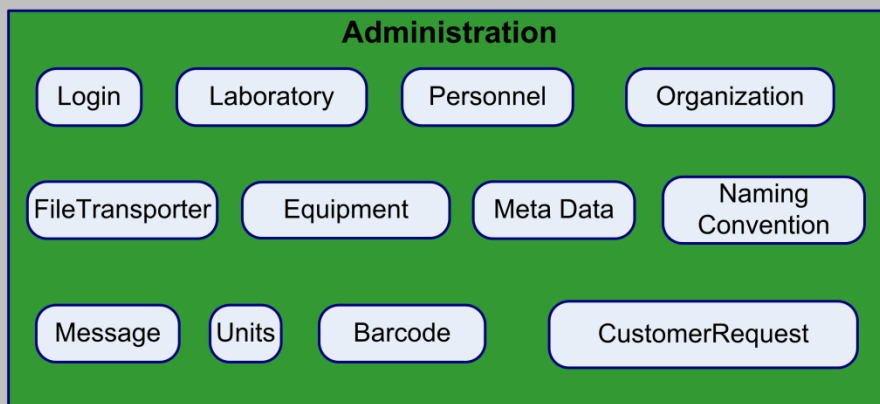 Administration
Login
Laboratory
Personnel
Organization
FileTransporter
Equipment
Meta Data
Naming
Convention
Message
Units
Barcode
CustomerRequest